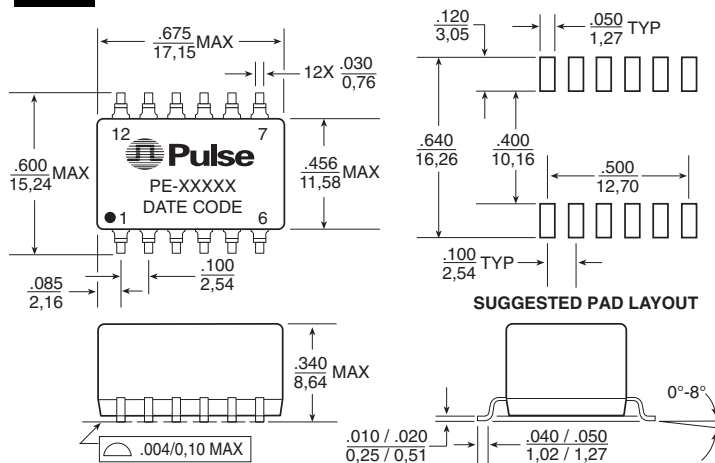 .675
17,15 MAX
12X .030
0,76
.600
15,24 MAX
12
7
Pulse
PE-XXXXX
DATE CODE
1
6
.456
11,58 MAX
.085
2,16
.100
2,54
.120
3,05
.050
1,27 TYP
.640
16,26
.400
10,16
.500
12,70
.100
2,54 TYP
SUGGESTED PAD LAYOUT
.340
8,64 MAX
.004/0,10 MAX
0°-8°
.010 / .020
0,25 / 0,51
.040 / .050
1,02 / 1,27